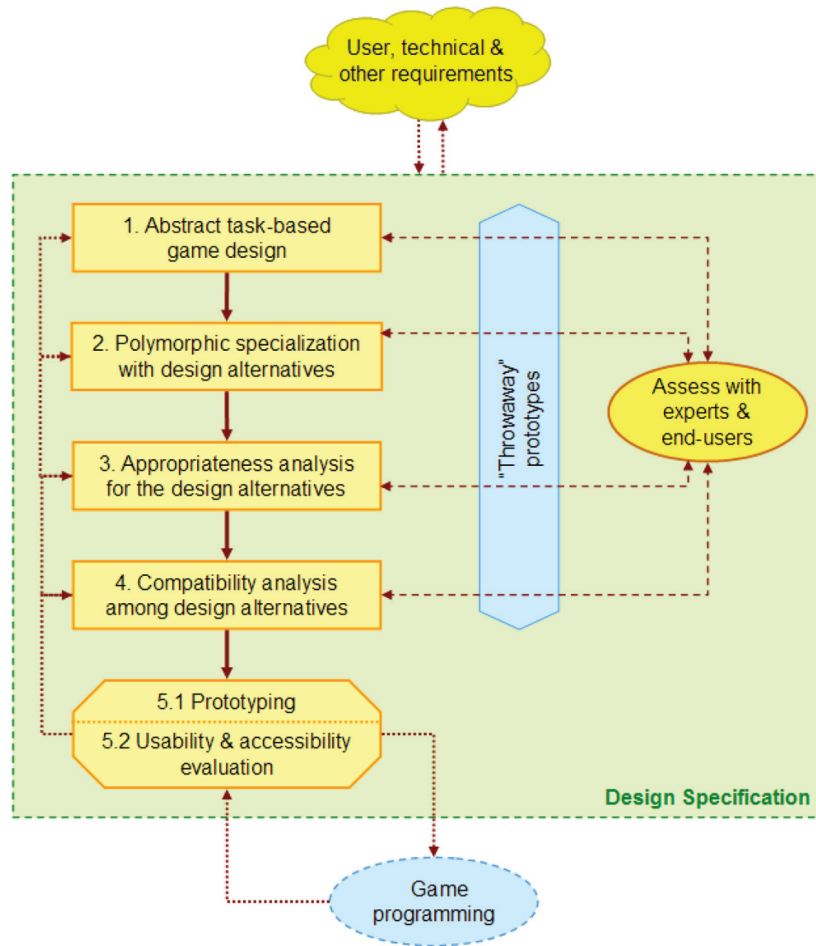 User, technical &
other requirements
1. Abstract task-based
game design
2. Polymorphic specialization
with design alternatives
3. Appropriateness analysis
for the design alternatives
4. Compatibility analysis
among design alternatives
5.1 Prototyping
5.2 Usability & accessibility
evaluation
"Throwaway"
prototypes
Assess with
experts &
end-users
Design Specification
Game
programming